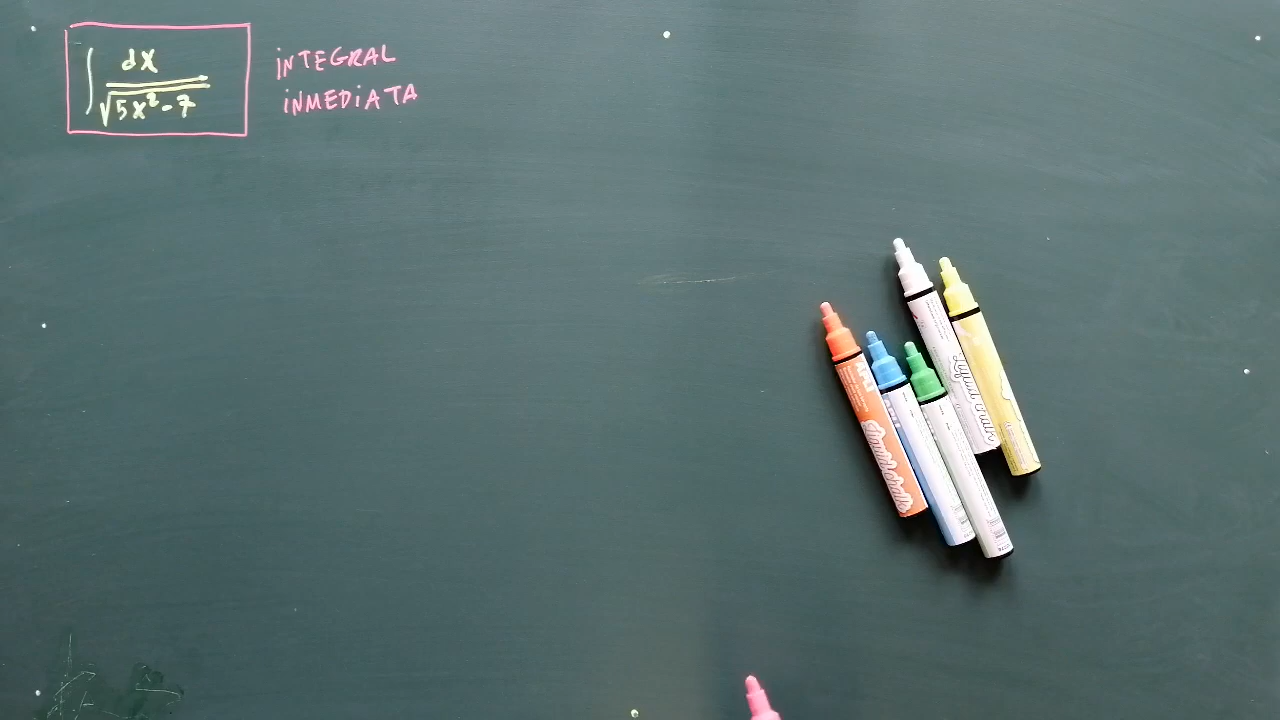 ∫ dx / √(5x² - 7)
INTEGRAL
INMEDIATA